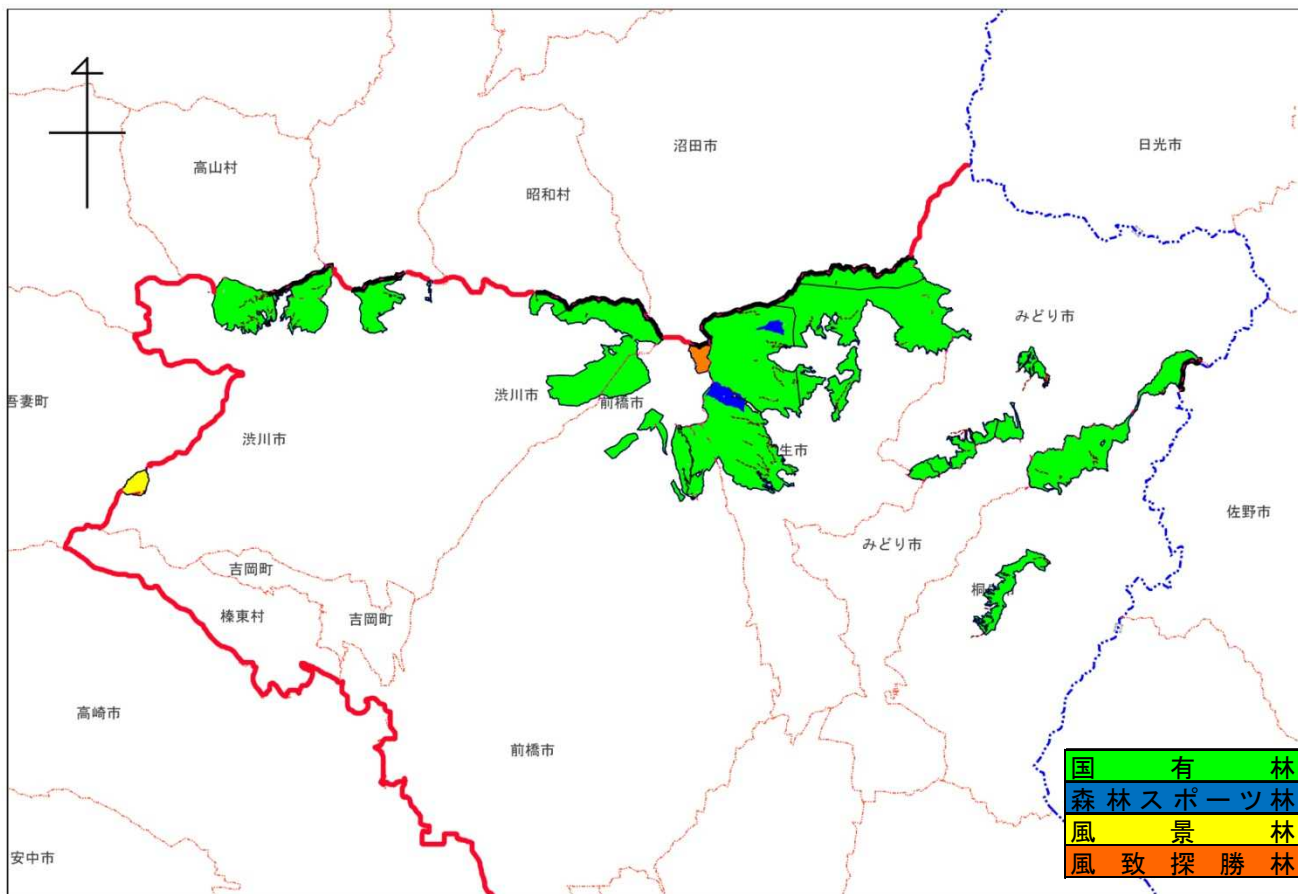 沼田市
日光市
高山村
昭和村
みどり市
吾妻町
渋川市
前橋市
渋川市
生市
佐野市
みどり市
吉岡町
桐
榛東村
吉岡町
高崎市
前橋市
安中市
国有林
森林スポーツ林
風景林
風致探勝林